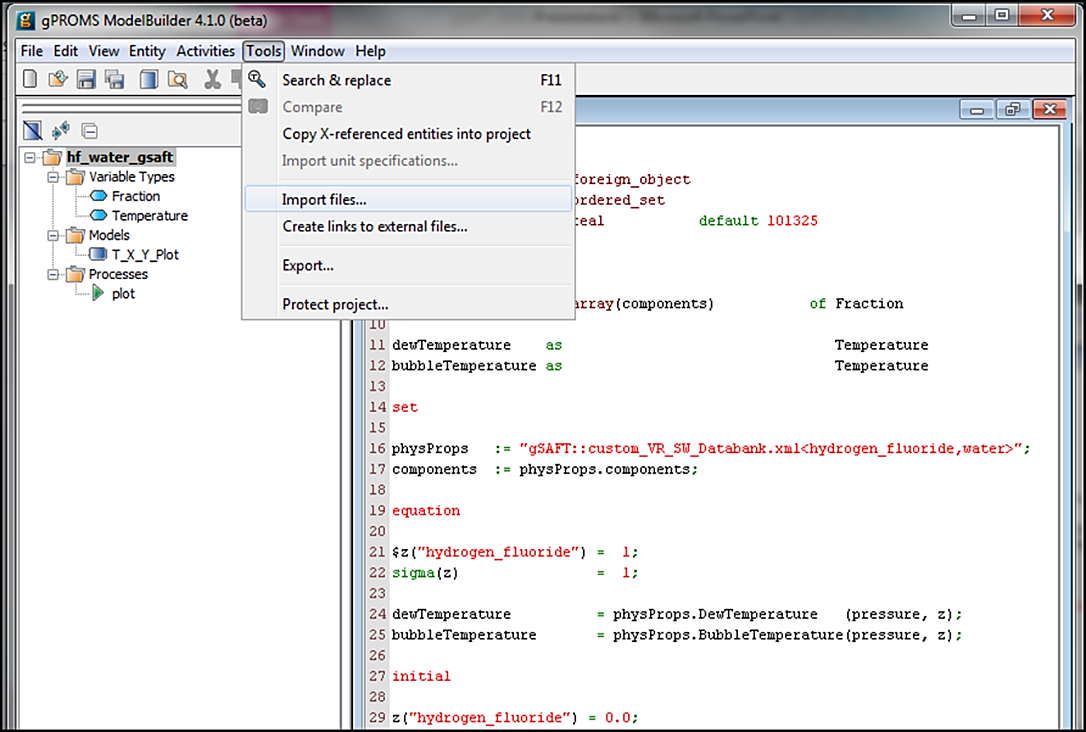 gPROMS ModelBuilder 4.1.0 (beta)
File Edit View Entity Activities Tools Window Help
Search & replace F11
Compare F12
Copy X-referenced entities into project
Import unit specifications...
Import files...
Create links to external files...
Export...
Protect project...
hf_water_gsaft
Variable Types
Fraction
Temperature
Models
T_X_Y_Plot
Processes
plot
foreign_object
ordered_set
real default 101325
array(components) of Fraction
10
11 dewTemperature as Temperature
12 bubbleTemperature as Temperature
13
14 set
15
16 physProps := "gSAFT::custom_VR_SW_Databank.xml<hydrogen_fluoride,water>";
17 components := physProps.components;
18
19 equation
20
21 $z("hydrogen_fluoride") = 1;
22 sigma(z) = 1;
23
24 dewTemperature = physProps.DewTemperature (pressure, z);
25 bubbleTemperature = physProps.BubbleTemperature(pressure, z);
26
27 initial
28
29 z("hydrogen_fluoride") = 0.0;